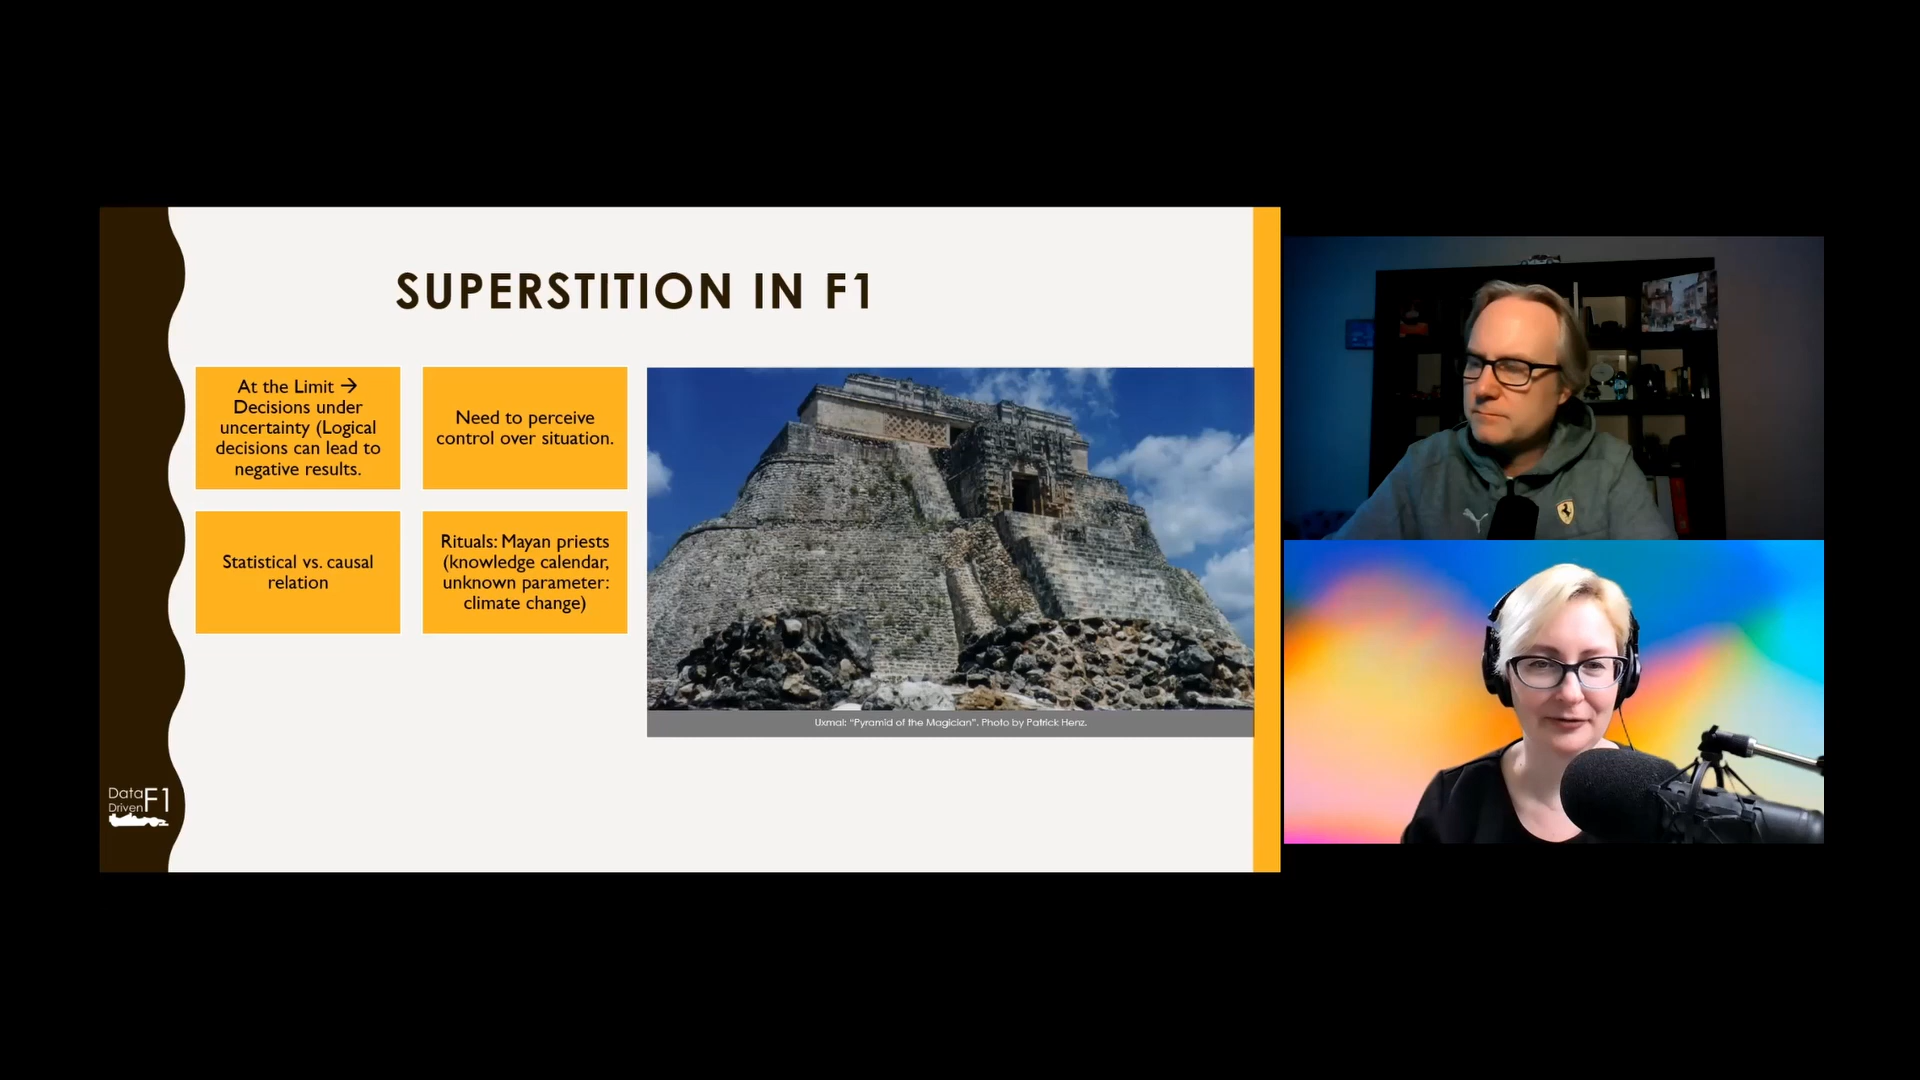 SUPERSTITION IN F1
At the Limit →
Decisions under
uncertainty (Logical
decisions can lead to
negative results.
Need to perceive
control over situation.
Statistical vs. causal
relation
Rituals: Mayan priests
(knowledge calendar,
unknown parameter:
climate change)
Uxmal: "Pyramid of the Magician". Photo by Patrick Henz.
Data
Driven
F1